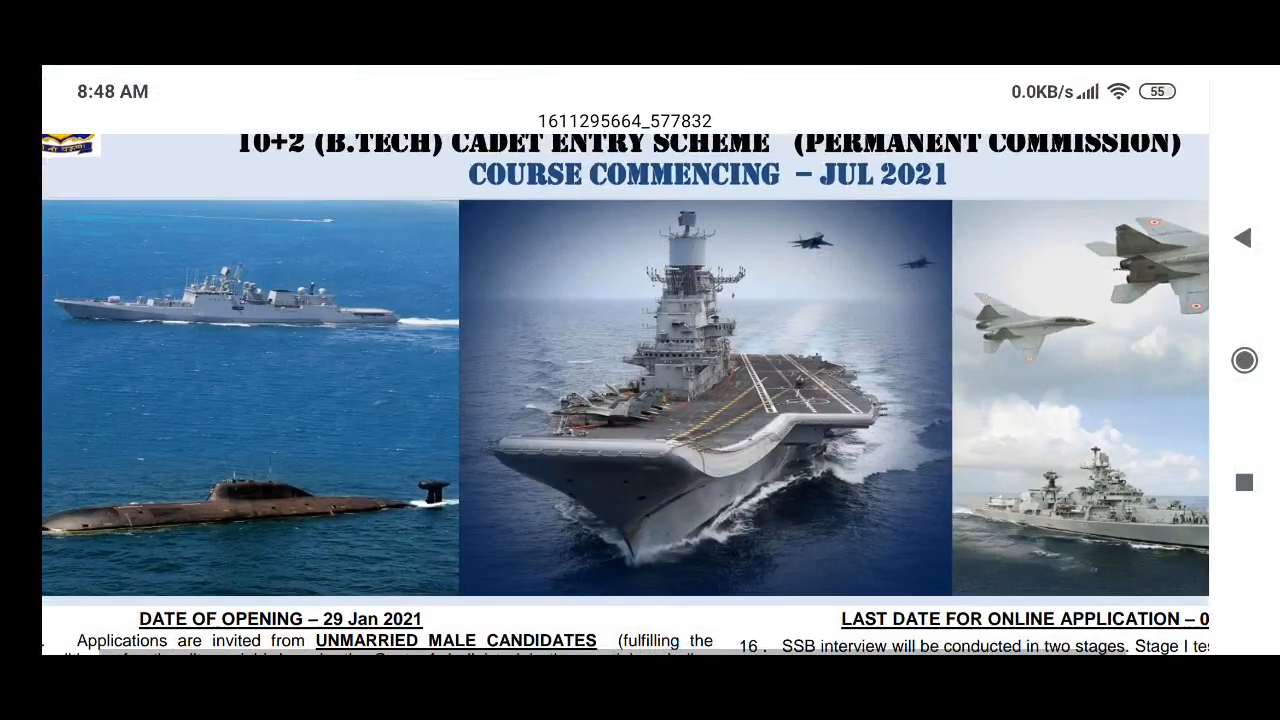 8:48 AM
0.0KB/s
55
1611295664_577832
10+2 (B.TECH) CADET ENTRY SCHEME (PERMANENT COMMISSION)
COURSE COMMENCING – JUL 2021
DATE OF OPENING – 29 Jan 2021
LAST DATE FOR ONLINE APPLICATION – 0
Applications are invited from UNMARRIED MALE CANDIDATES (fulfilling the
16 . SSB interview will be conducted in two stages. Stage I